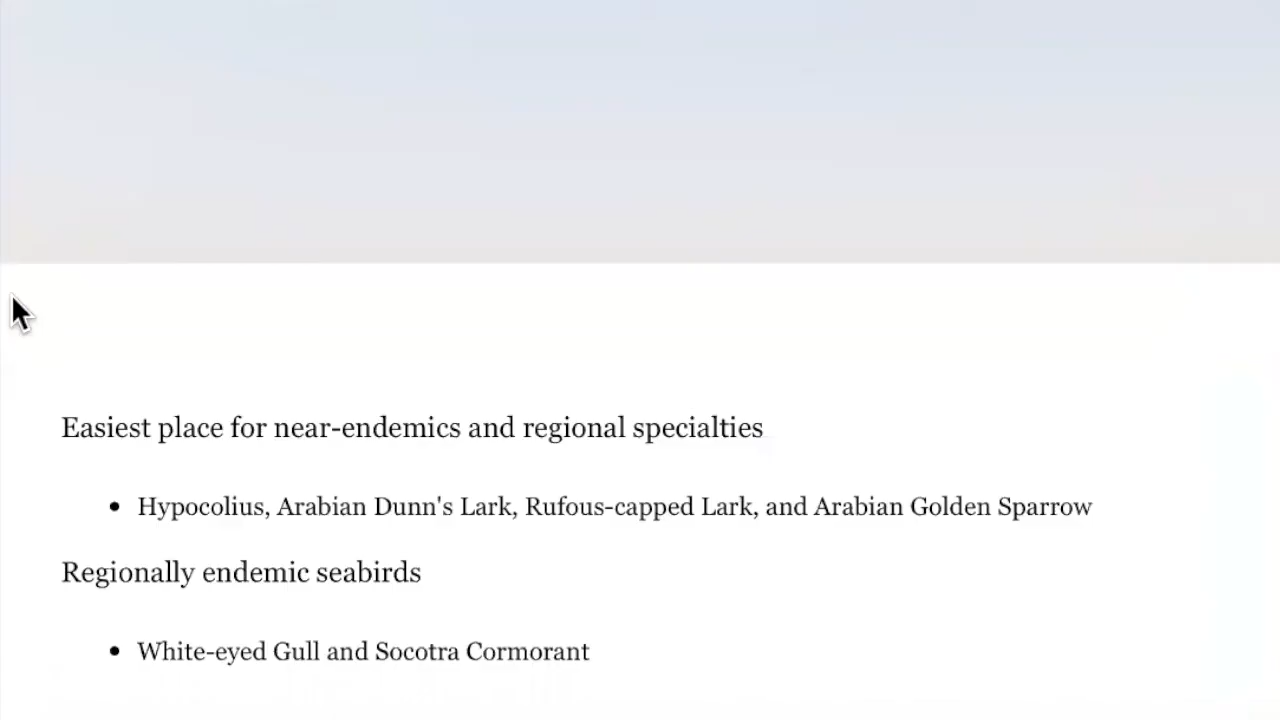 Easiest place for near-endemics and regional specialties
• Hypocolius, Arabian Dunn's Lark, Rufous-capped Lark, and Arabian Golden Sparrow
Regionally endemic seabirds
• White-eyed Gull and Socotra Cormorant